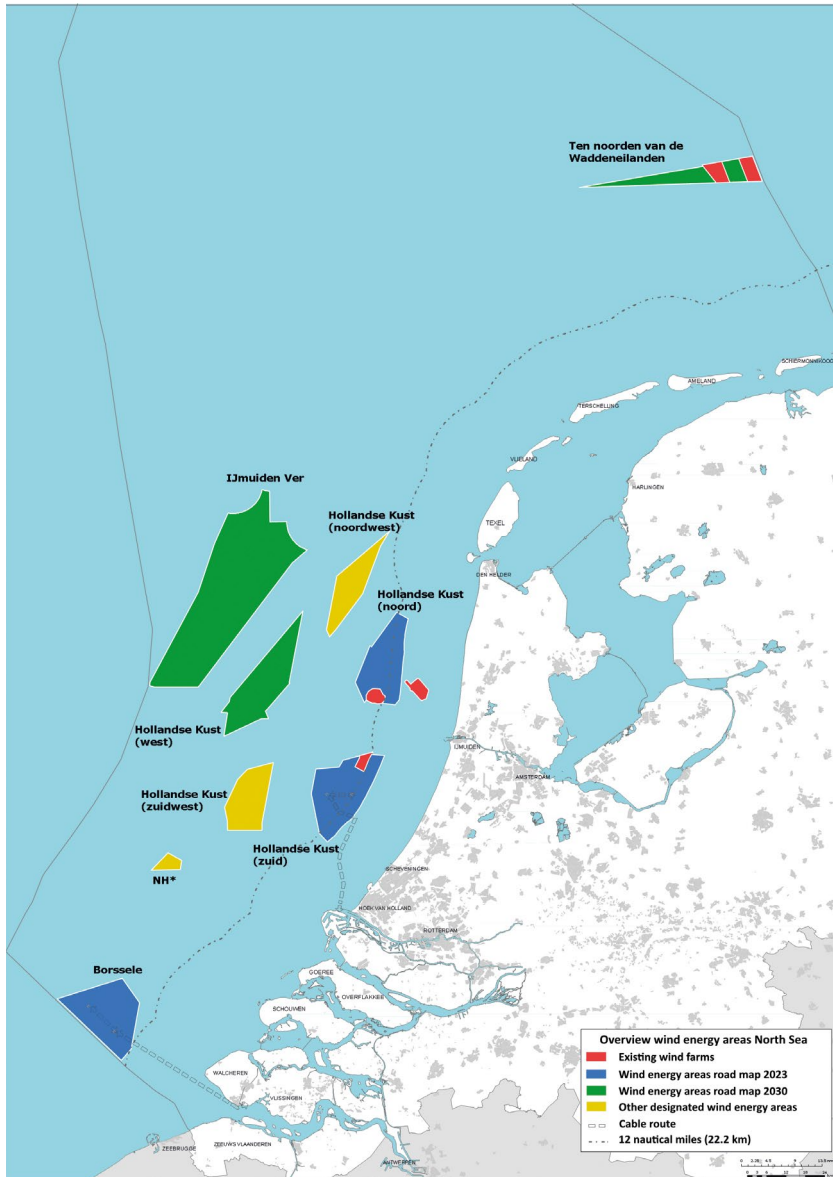 Ten noorden van de
Waddeneilanden
SCHIERMONNIKOOG
AMELAND
TERSCHELLING
VLIELAND
HARLINGEN
TEXEL
DEN HELDER
IJmuiden Ver
Hollandse Kust
(noordwest)
Hollandse Kust
(noord)
Hollandse Kust
(west)
IJMUIDEN
AMSTERDAM
Hollandse Kust
(zuidwest)
Hollandse Kust
(zuid)
NH*
SCHEVENINGEN
HOEK VAN HOLLAND
ROTTERDAM
Borssele
GOEREE
OVERFLAKKEE
SCHOUWEN
WALCHEREN
VLISSINGEN
ZEEUWS VLAANDEREN
ZEEBRUGGE
ANTWERPEN
Overview wind energy areas North Sea
Existing wind farms
Wind energy areas road map 2023
Wind energy areas road map 2030
Other designated wind energy areas
Cable route
12 nautical miles (22.2 km)